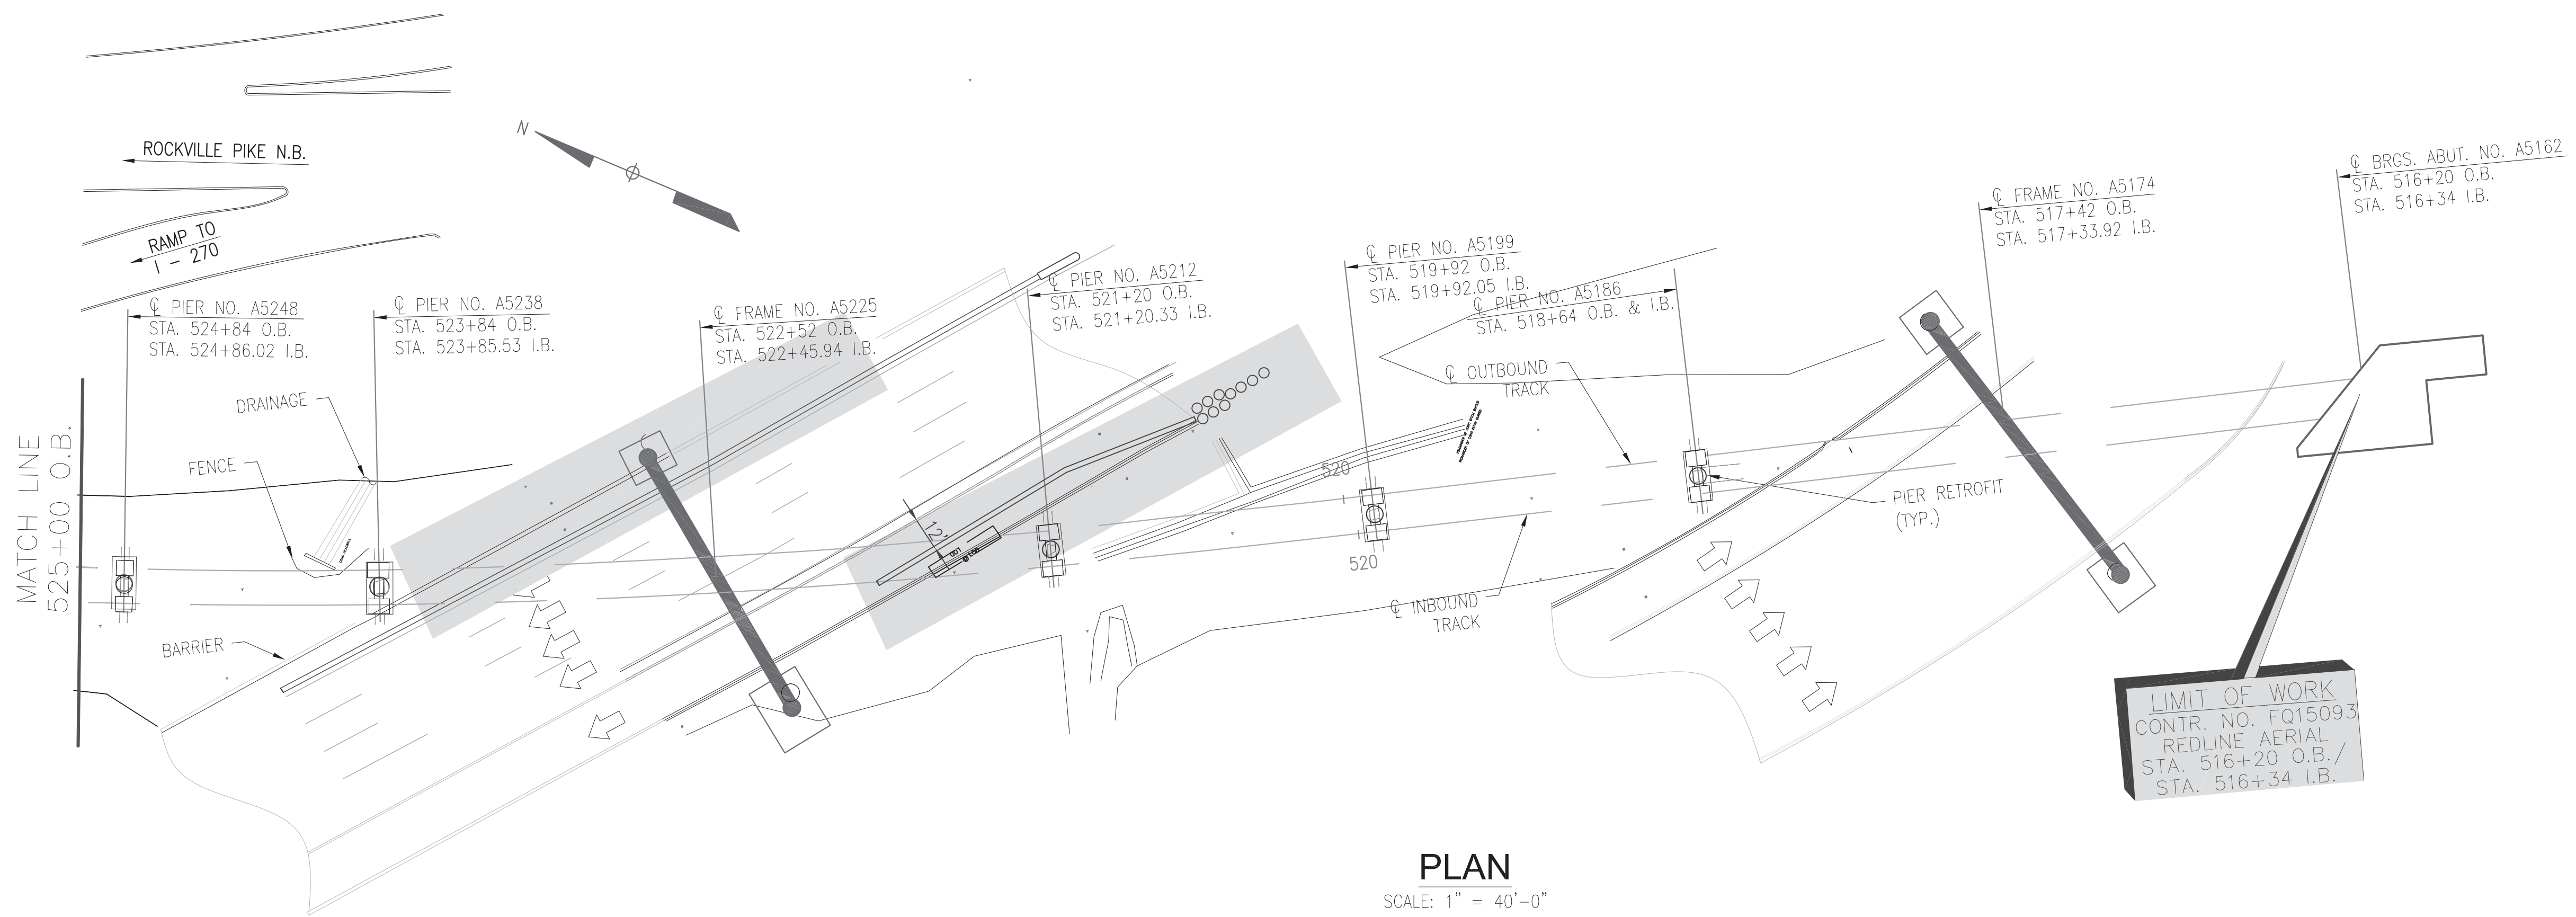 N
ROCKVILLE PIKE N.B.
RAMP TO
I - 270
℄ PIER NO. A5248
STA. 524+84 O.B.
STA. 524+86.02 I.B.
℄ PIER NO. A5238
STA. 523+84 O.B.
STA. 523+85.53 I.B.
℄ FRAME NO. A5225
STA. 522+52 O.B.
STA. 522+45.94 I.B.
℄ PIER NO. A5212
STA. 521+20 O.B.
STA. 521+20.33 I.B.
℄ PIER NO. A5199
STA. 519+92 O.B.
STA. 519+92.05 I.B.
℄ PIER NO. A5186
STA. 518+64 O.B. & I.B.
℄ FRAME NO. A5174
STA. 517+42 O.B.
STA. 517+33.92 I.B.
℄ BRGS. ABUT. NO. A5162
STA. 516+20 O.B.
STA. 516+34 I.B.
MATCH LINE
525+00 O.B.
DRAINAGE
FENCE
BARRIER
12'
520
520
℄ OUTBOUND
TRACK
℄ INBOUND
TRACK
PIER RETROFIT
(TYP.)
LIMIT OF WORK
CONTR. NO. FQ15093
REDLINE AERIAL
STA. 516+20 O.B./
STA. 516+34 I.B.
PLAN
SCALE: 1" = 40'-0"